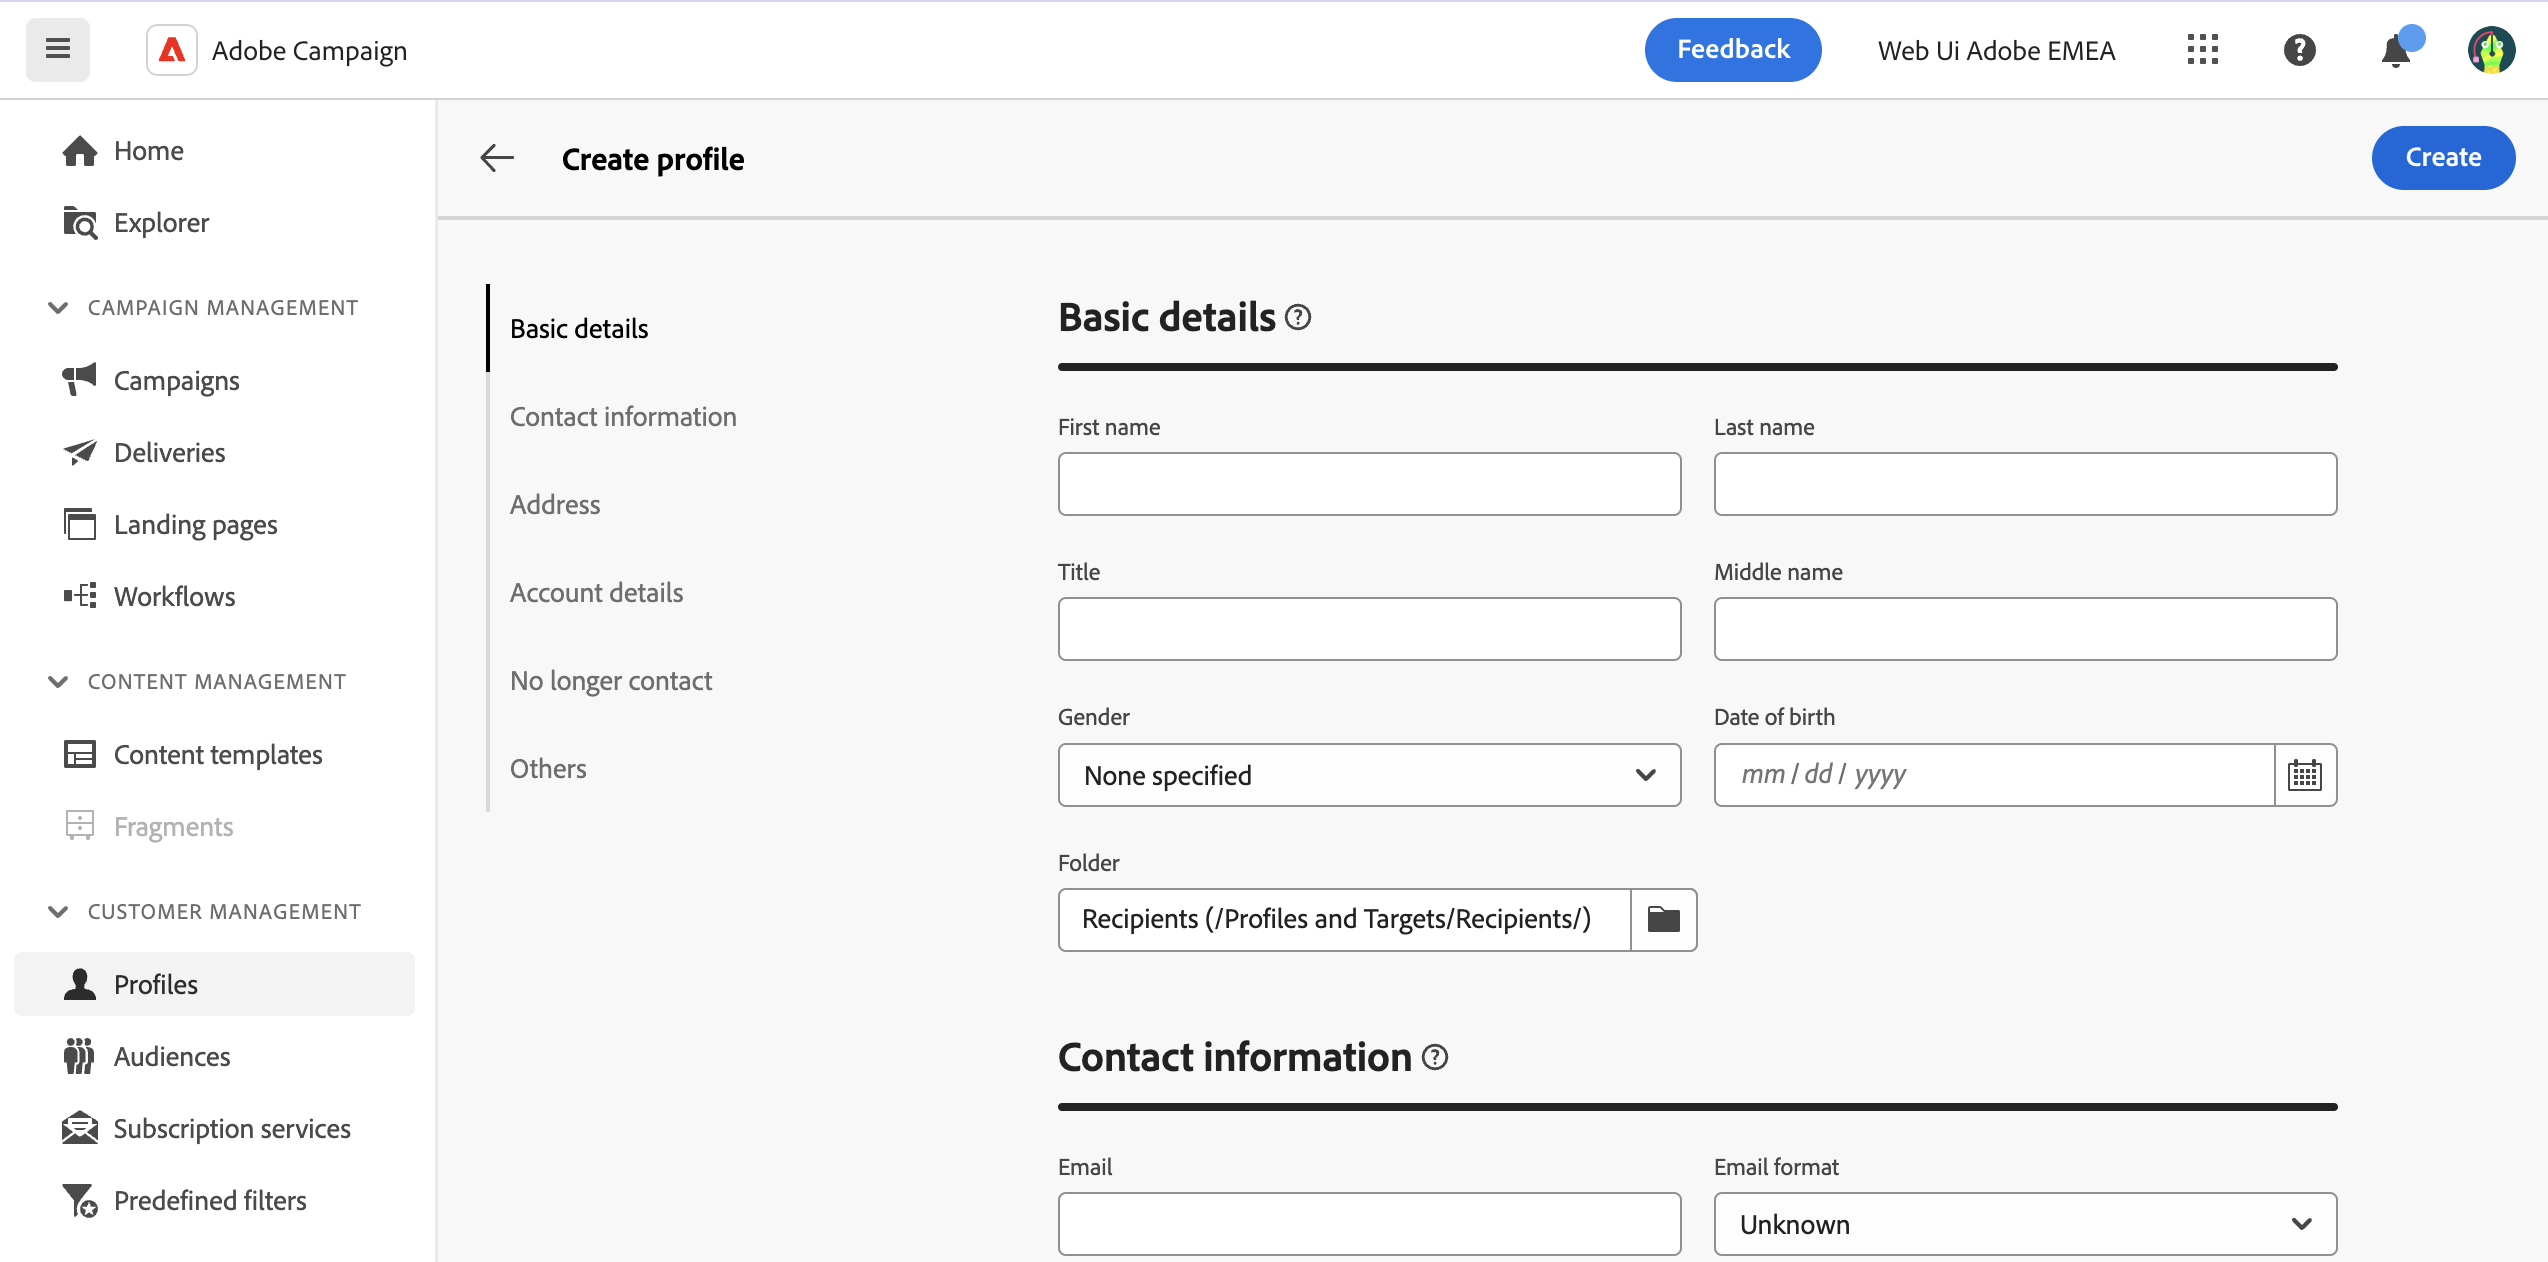 Adobe Campaign
Feedback
Web Ui Adobe EMEA
Home
Explorer
CAMPAIGN MANAGEMENT
Campaigns
Deliveries
Landing pages
Workflows
CONTENT MANAGEMENT
Content templates
Fragments
CUSTOMER MANAGEMENT
Profiles
Audiences
Subscription services
Predefined filters
Create profile
Create
Basic details
Contact information
Address
Account details
No longer contact
Others
Basic details
First name
Last name
Title
Middle name
Gender
None specified
Date of birth
mm / dd / yyyy
Folder
Recipients (/Profiles and Targets/Recipients/)
Contact information
Email
Email format
Unknown